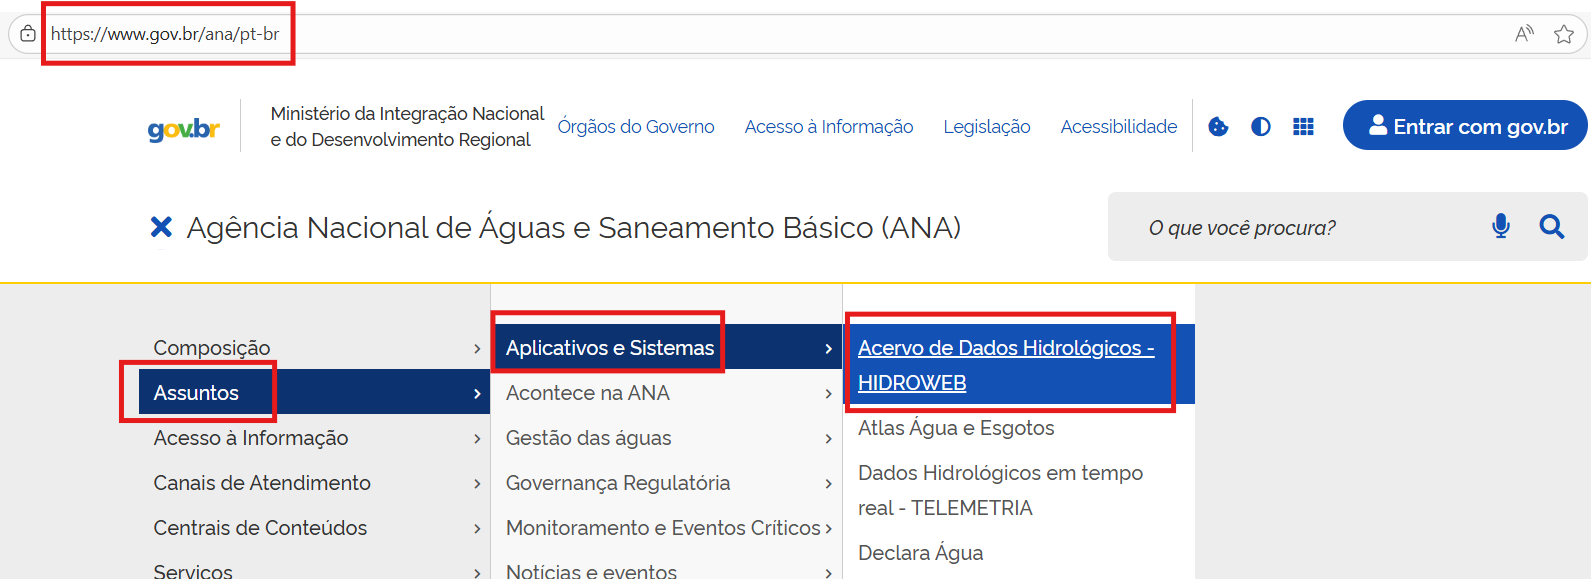 https://www.gov.br/ana/pt-br
A
gov.br
Ministério da Integração Nacional
e do Desenvolvimento Regional
Órgãos do Governo
Acesso à Informação
Legislação
Acessibilidade
Entrar com gov.br
Agência Nacional de Águas e Saneamento Básico (ANA)
O que você procura?
Composição
Assuntos
Acesso à Informação
Canais de Atendimento
Centrais de Conteúdos
Serviços
Aplicativos e Sistemas
Acontece na ANA
Gestão das águas
Governança Regulatória
Monitoramento e Eventos Críticos
Notícias e eventos
Acervo de Dados Hidrológicos -
HIDROWEB
Atlas Água e Esgotos
Dados Hidrológicos em tempo
real - TELEMETRIA
Declara Água